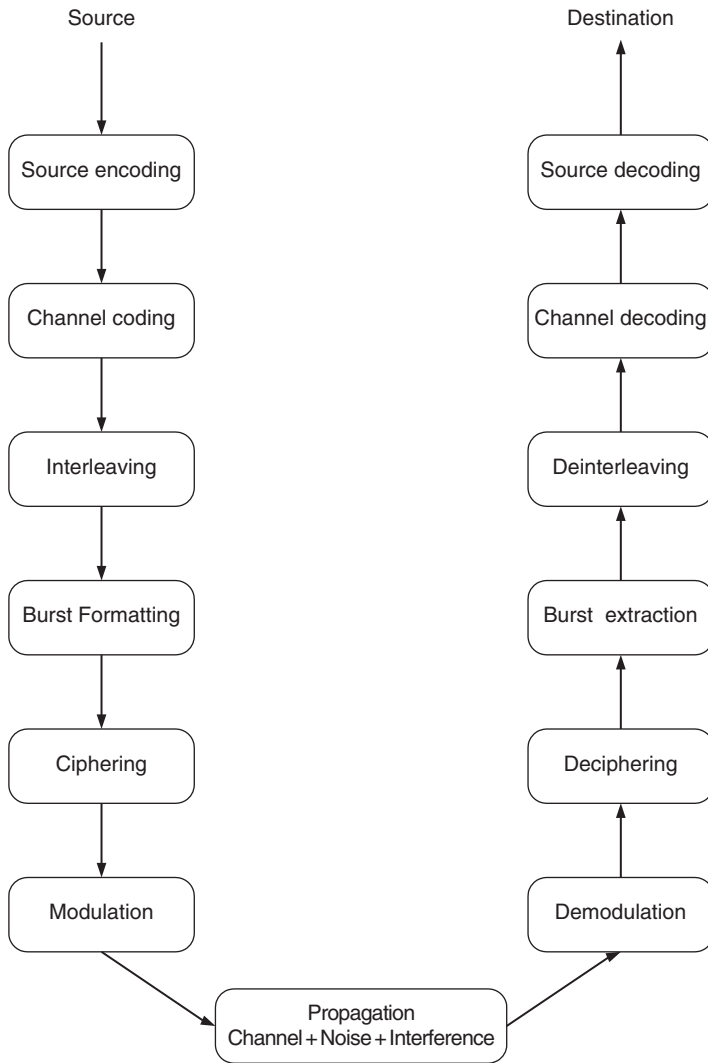 Source
Source encoding
Channel coding
Interleaving
Burst Formatting
Ciphering
Modulation
Propagation
Channel + Noise + Interference
Destination
Source decoding
Channel decoding
Deinterleaving
Burst extraction
Deciphering
Demodulation